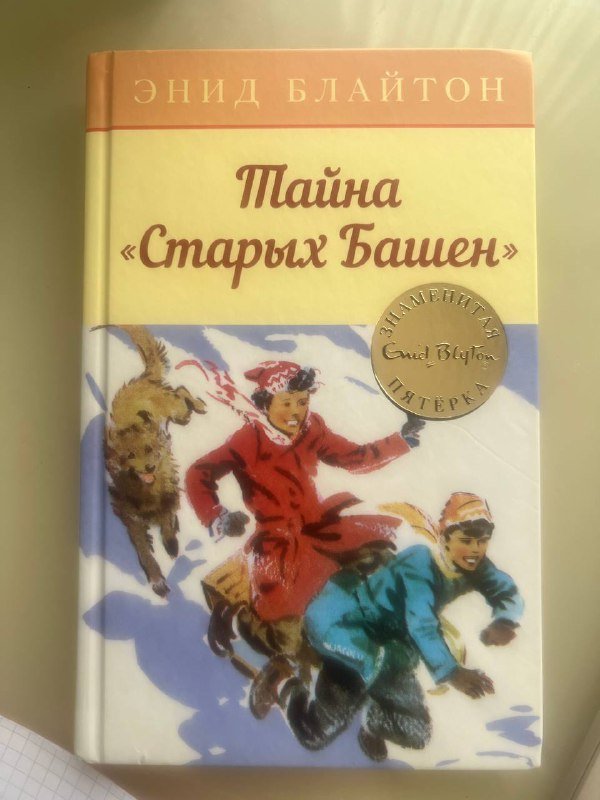 ЭНИД БЛАЙТОН
Тайна
«Старых Башен»
ЗНАМЕНИТАЯ
Enid Blyton
ПЯТЁРКА